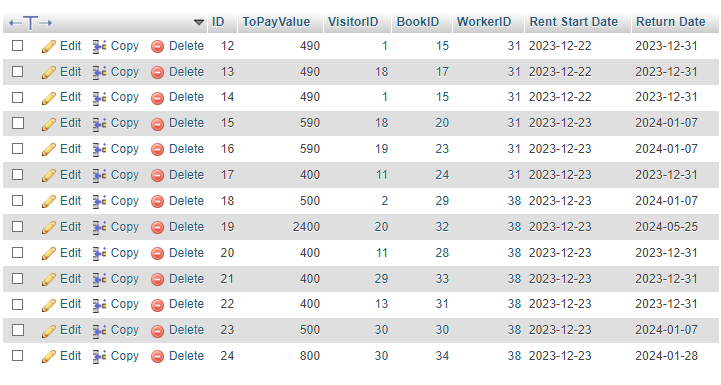 ID ToPayValue VisitorID BookID WorkerID Rent Start Date Return Date
Edit Copy Delete 12 490 1 15 31 2023-12-22 2023-12-31
Edit Copy Delete 13 490 18 17 31 2023-12-22 2023-12-31
Edit Copy Delete 14 490 1 15 31 2023-12-22 2023-12-31
Edit Copy Delete 15 590 18 20 31 2023-12-23 2024-01-07
Edit Copy Delete 16 590 19 23 31 2023-12-23 2024-01-07
Edit Copy Delete 17 400 11 24 31 2023-12-23 2023-12-31
Edit Copy Delete 18 500 2 29 38 2023-12-23 2024-01-07
Edit Copy Delete 19 2400 20 32 38 2023-12-23 2024-05-25
Edit Copy Delete 20 400 11 28 38 2023-12-23 2023-12-31
Edit Copy Delete 21 400 29 33 38 2023-12-23 2023-12-31
Edit Copy Delete 22 400 13 31 38 2023-12-23 2023-12-31
Edit Copy Delete 23 500 30 30 38 2023-12-23 2024-01-07
Edit Copy Delete 24 800 30 34 38 2023-12-23 2024-01-28